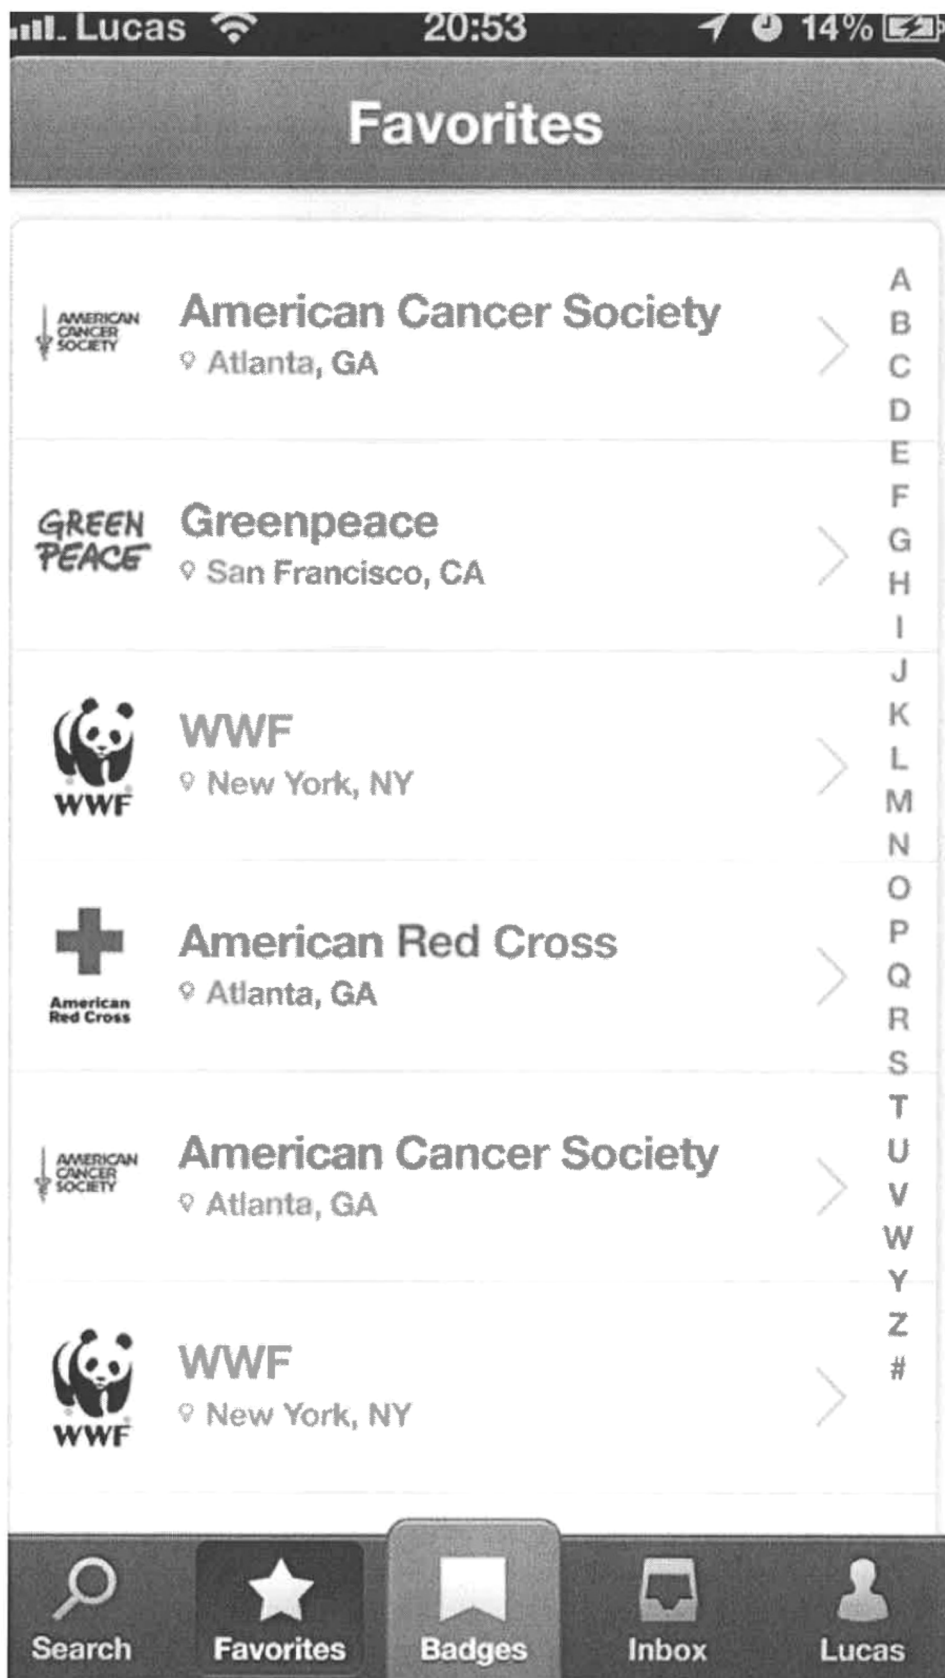 Lucas 20:53 14%
Favorites
AMERICAN
CANCER
SOCIETY
American Cancer Society
Atlanta, GA
GREEN
PEACE
Greenpeace
San Francisco, CA
WWF
WWF
New York, NY
American
Red Cross
American Red Cross
Atlanta, GA
AMERICAN
CANCER
SOCIETY
American Cancer Society
Atlanta, GA
WWF
WWF
New York, NY
A
B
C
D
E
F
G
H
I
J
K
L
M
N
O
P
Q
R
S
T
U
V
W
Y
Z
#
Search Favorites Badges Inbox Lucas